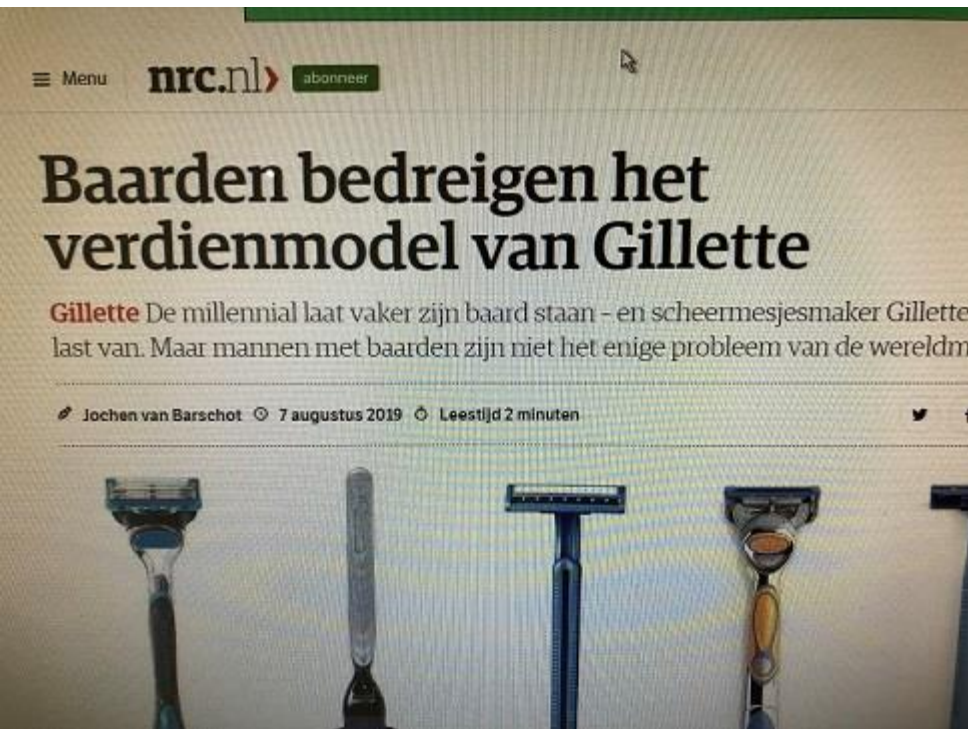 Menu nrc.nl> abonneer
Baarden bedreigen het
verdienmodel van Gillette
Gillette De millennial laat vaker zijn baard staan – en scheermesjesmaker Gillette
last van. Maar mannen met baarden zijn niet het enige probleem van de wereldm
Jochen van Barschot 7 augustus 2019 Leestijd 2 minuten